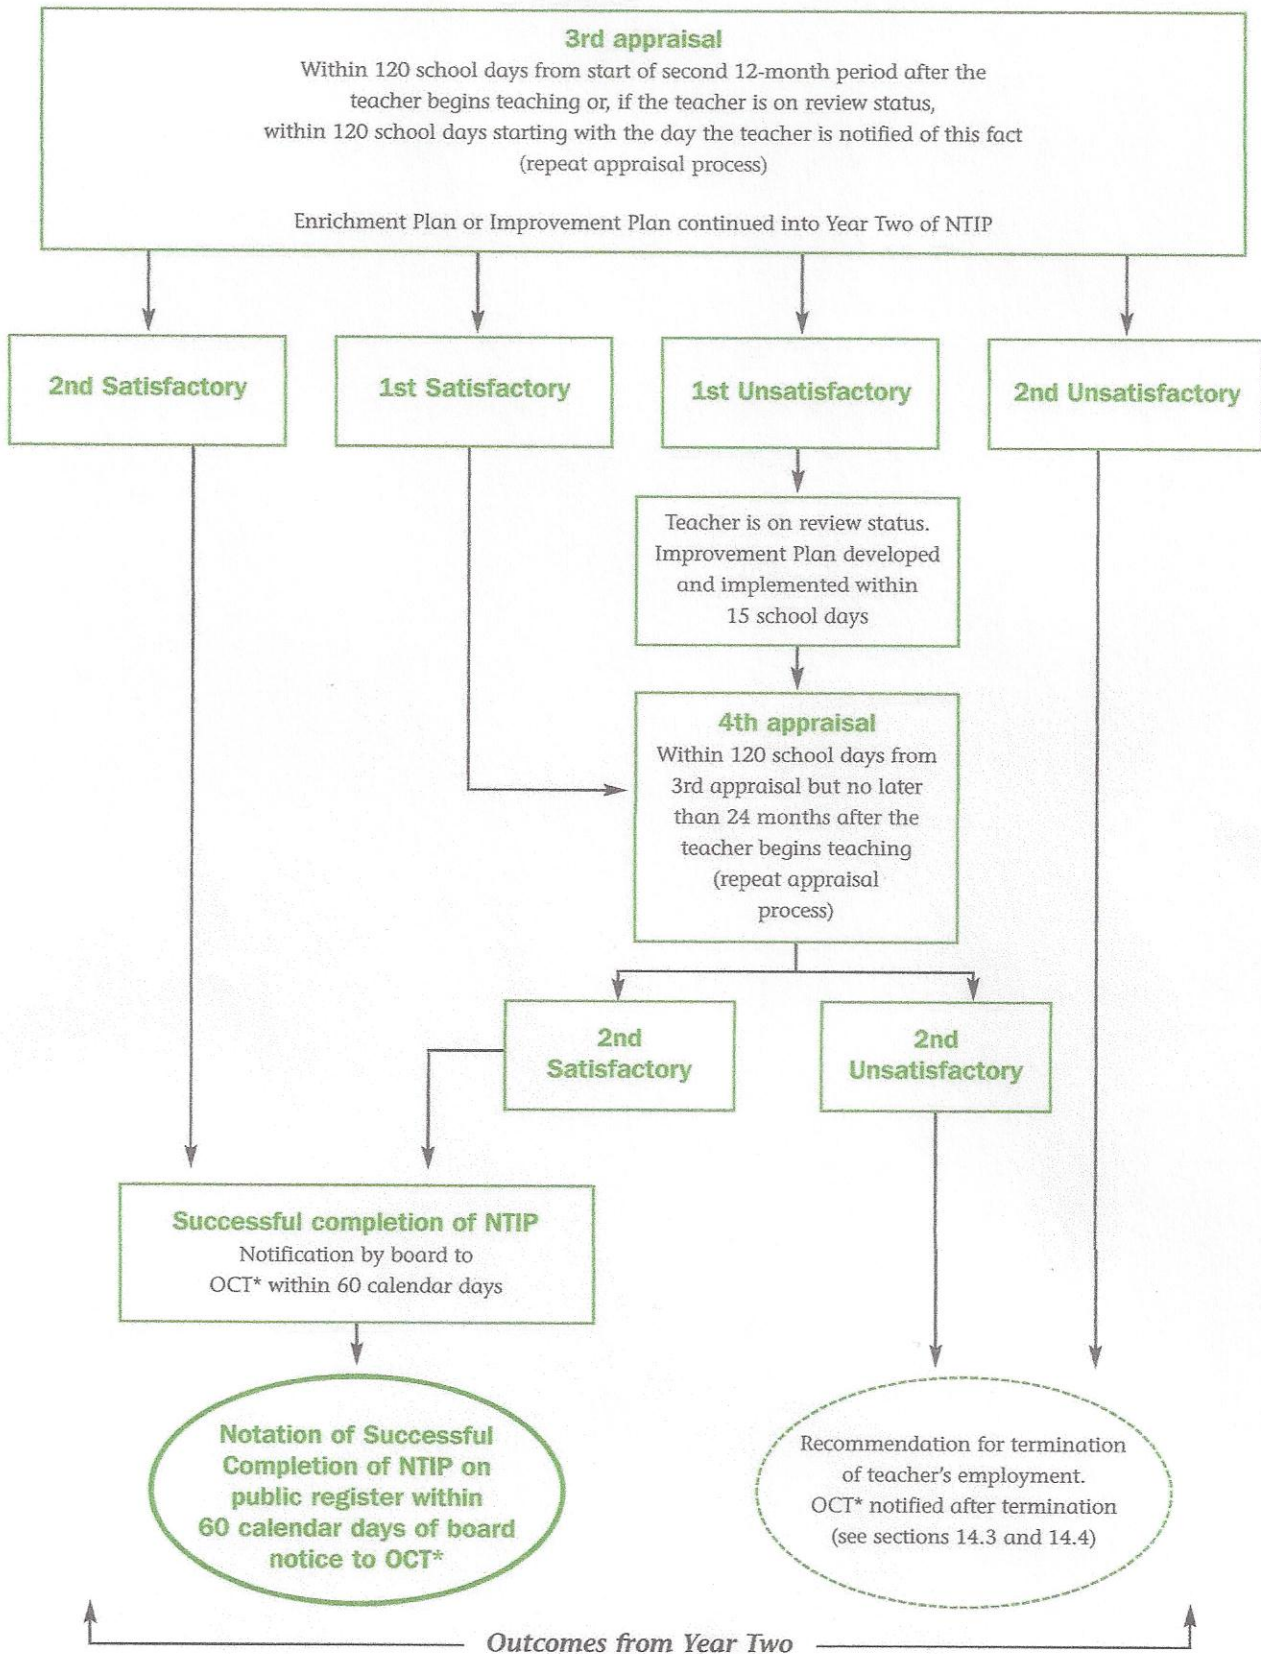 3rd appraisal
Within 120 school days from start of second 12-month period after the
teacher begins teaching or, if the teacher is on review status,
within 120 school days starting with the day the teacher is notified of this fact
(repeat appraisal process)
Enrichment Plan or Improvement Plan continued into Year Two of NTIP
2nd Satisfactory
1st Satisfactory
1st Unsatisfactory
2nd Unsatisfactory
Teacher is on review status.
Improvement Plan developed
and implemented within
15 school days
4th appraisal
Within 120 school days from
3rd appraisal but no later
than 24 months after the
teacher begins teaching
(repeat appraisal
process)
2nd
Satisfactory
2nd
Unsatisfactory
Successful completion of NTIP
Notification by board to
OCT* within 60 calendar days
Notation of Successful
Completion of NTIP on
public register within
60 calendar days of board
notice to OCT*
Recommendation for termination
of teacher's employment.
OCT* notified after termination
(see sections 14.3 and 14.4)
Outcomes from Year Two